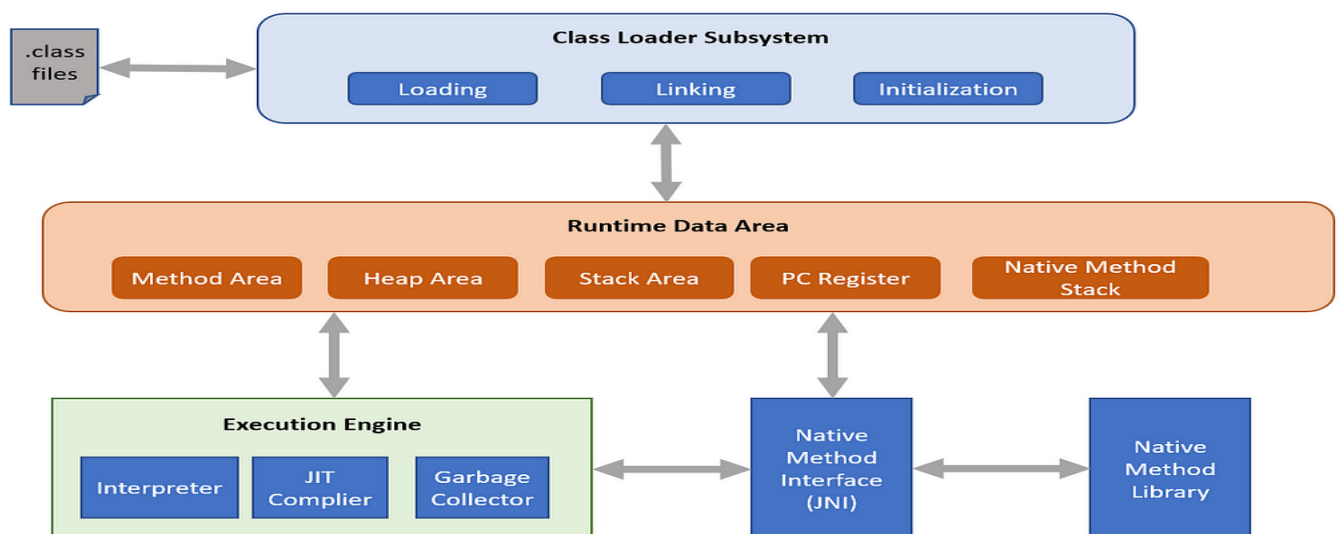 .class
files
Class Loader Subsystem
Loading
Linking
Initialization
Runtime Data Area
Method Area
Heap Area
Stack Area
PC Register
Native Method
Stack
Execution Engine
Interpreter
JIT
Complier
Garbage
Collector
Native
Method
Interface
(JNI)
Native
Method
Library